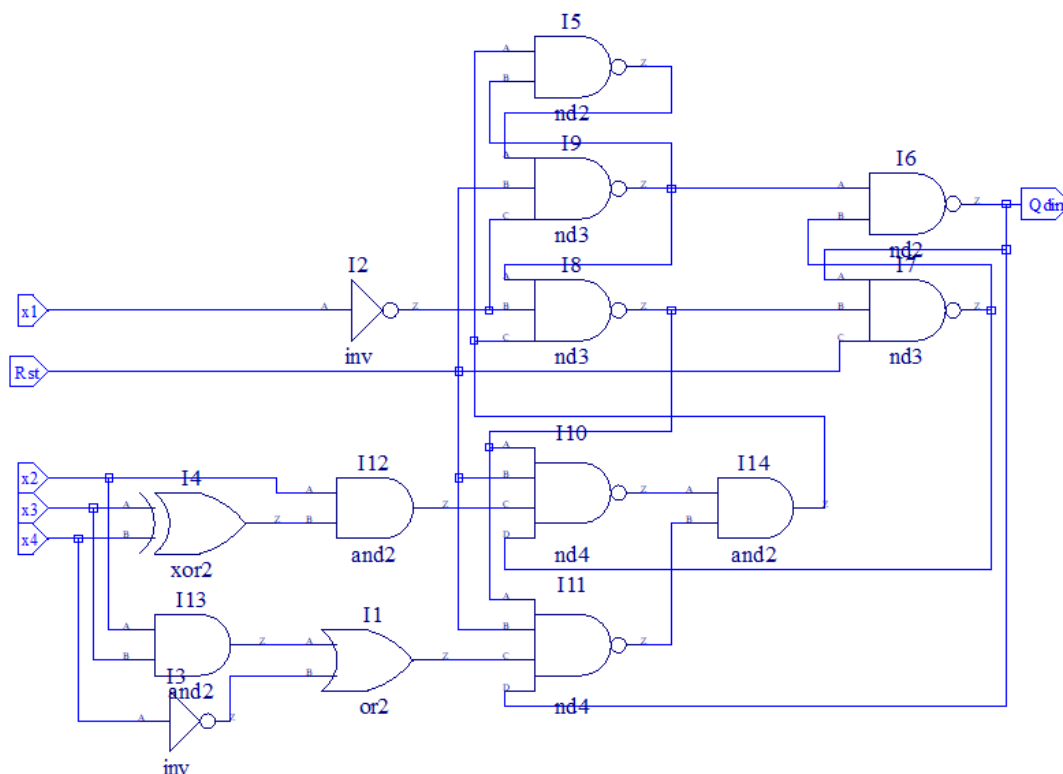 I5
A
Z
B
nd2
I9
A
B
Z
C
nd3
I6
A
Z
Qdin
B
nd2
I8
I7
I2
A
A
x1
A
Z
B
Z
B
Z
C
C
inv
nd3
nd3
Rst
I10
A
I12
I14
x2
I4
B
A
Z
A
x3
A
Z
C
Z
Z
B
B
x4
B
D
and2
nd4
and2
xor2
I11
I13
I1
A
A
B
Z
A
Z
B
Z
C
B
I3
D
and2
or2
nd4
A
Z
inv